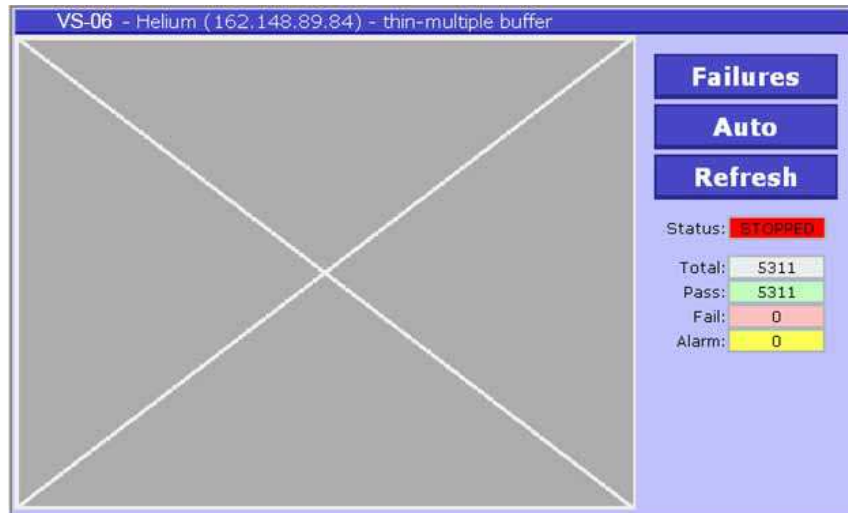 VS-06 - Helium (162.148.89.84) - thin-multiple buffer
Failures
Auto
Refresh
Status: STOPPED
Total: 5311
Pass: 5311
Fail: 0
Alarm: 0